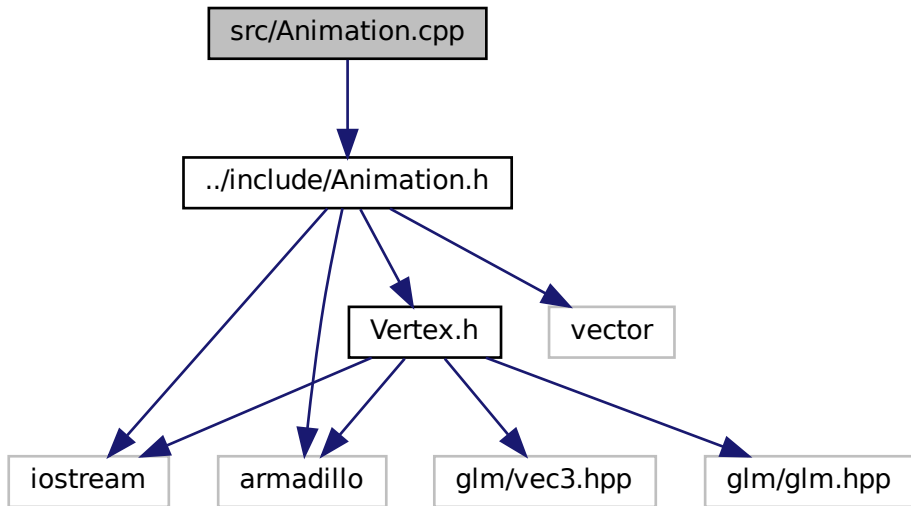 src/Animation.cpp
../include/Animation.h
Vertex.h
vector
iostream
armadillo
glm/vec3.hpp
glm/glm.hpp